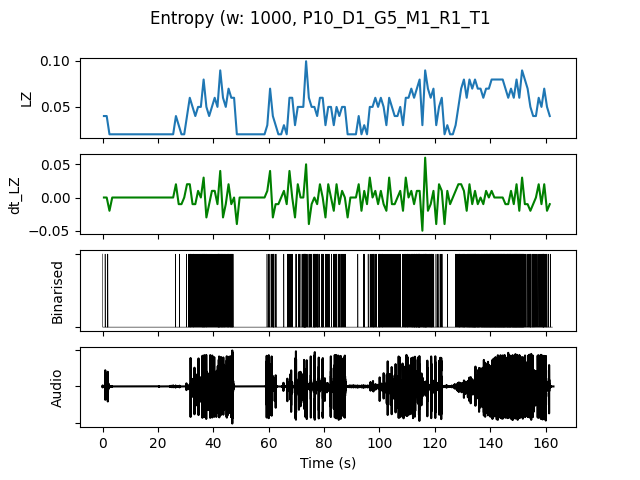 Entropy (w: 1000, P10_D1_G5_M1_R1_T1
0.10
0.05
LZ
0.05
0.00
−0.05
dt_LZ
Binarised
Audio
0 20 40 60 80 100 120 140 160
Time (s)